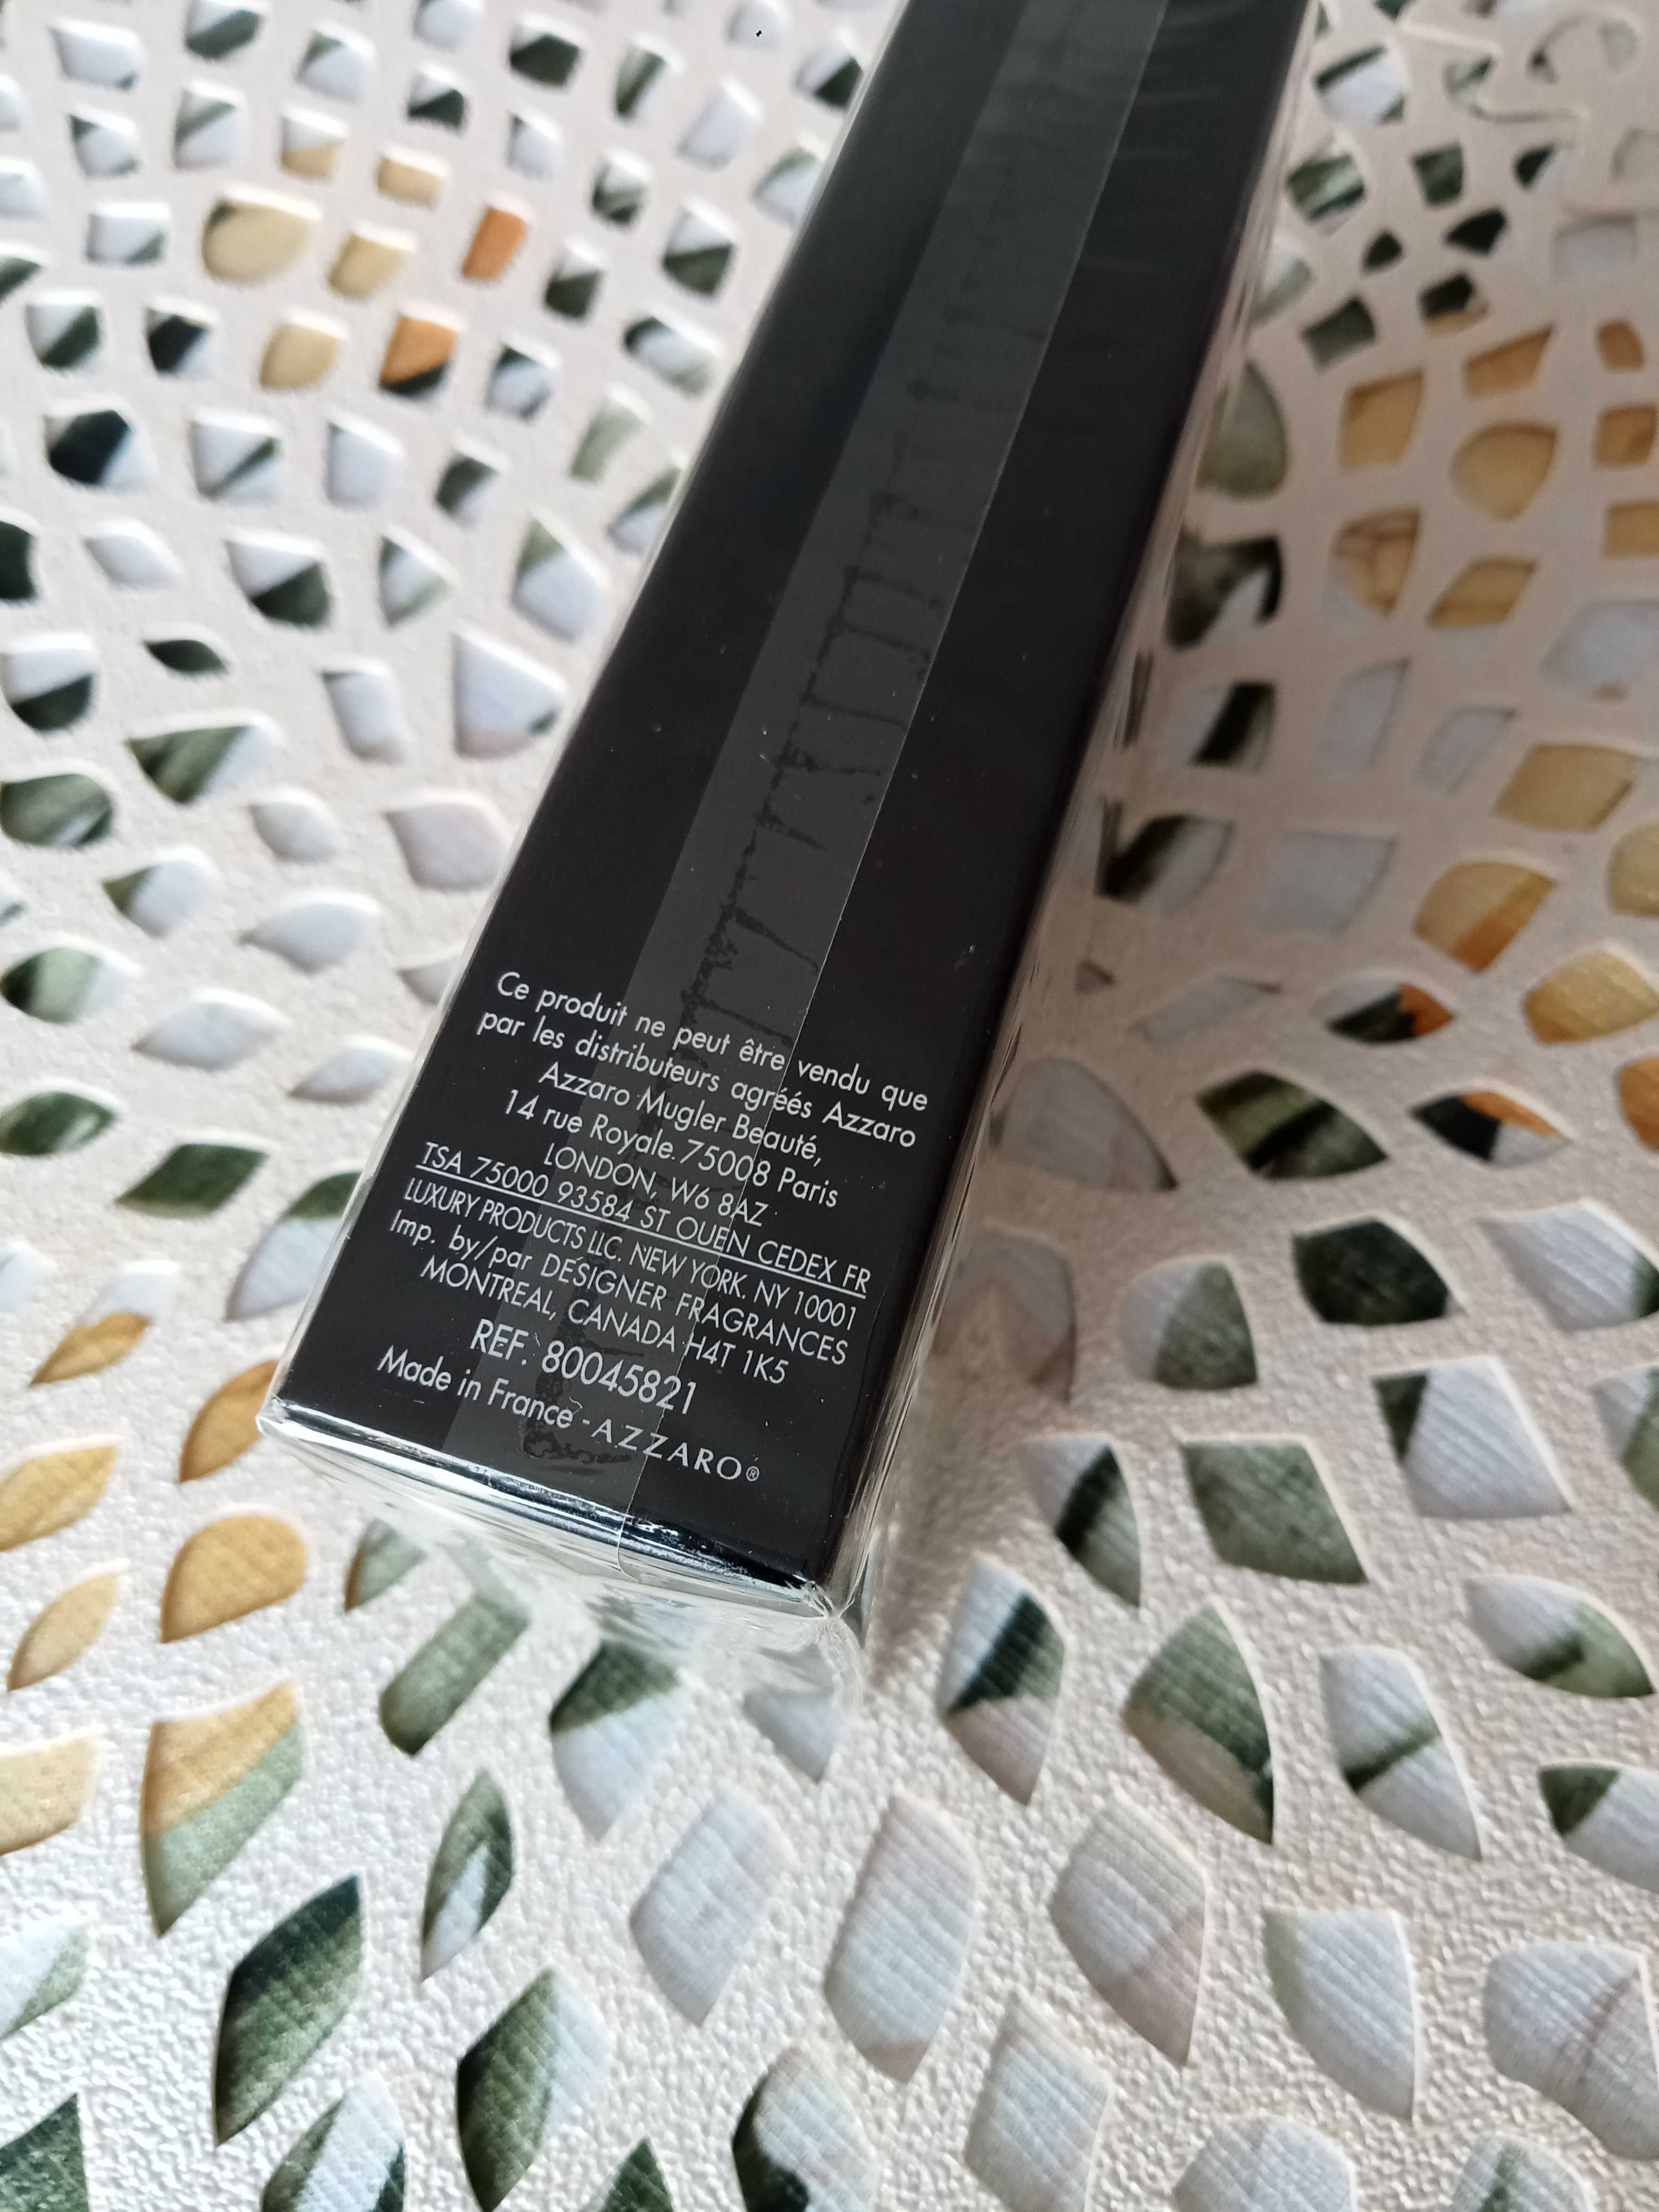 Ce produit ne peut être vendu que
par les distributeurs agréés Azzaro
Azzaro Mugler Beauté,
14 rue Royale. 75008 Paris
LONDON, W6 8AZ
TSA 75000 93584 ST OUEN CEDEX FR
LUXURY PRODUCTS LLC. NEW YORK. NY 10001
Imp. by/par DESIGNER FRAGRANCES
MONTREAL, CANADA H4T 1K5
REF. 80045821
Made in France - AZZARO®